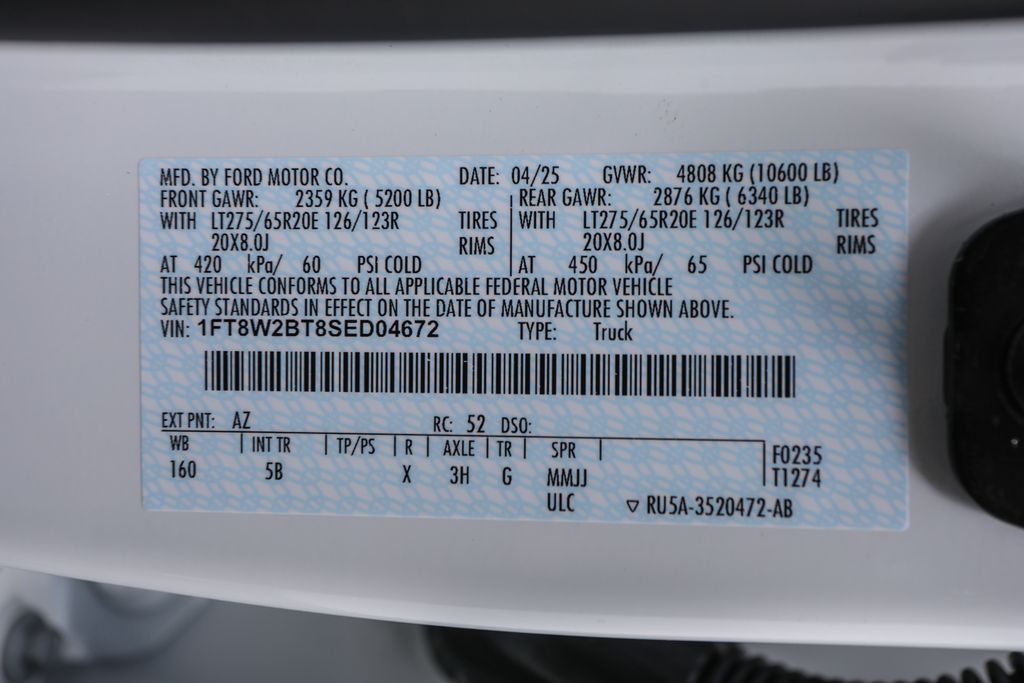 MFD. BY FORD MOTOR CO. DATE: 04/25 GVWR: 4808 KG (10600 LB)
FRONT GAWR: 2359 KG ( 5200 LB) REAR GAWR: 2876 KG ( 6340 LB)
WITH LT275/65R20E 126/123R TIRES WITH LT275/65R20E 126/123R TIRES
20X8.0J RIMS 20X8.0J RIMS
AT 420 kPa/ 60 PSI COLD AT 450 kPa/ 65 PSI COLD
THIS VEHICLE CONFORMS TO ALL APPLICABLE FEDERAL MOTOR VEHICLE
SAFETY STANDARDS IN EFFECT ON THE DATE OF MANUFACTURE SHOWN ABOVE.
VIN: 1FT8W2BT8SED04672 TYPE: Truck
EXT PNT: AZ RC: 52 DSO:
WB INT TR TP/PS R AXLE TR SPR F0235
160 5B X 3H G MMJJ T1274
ULC ▽ RU5A-3520472-AB